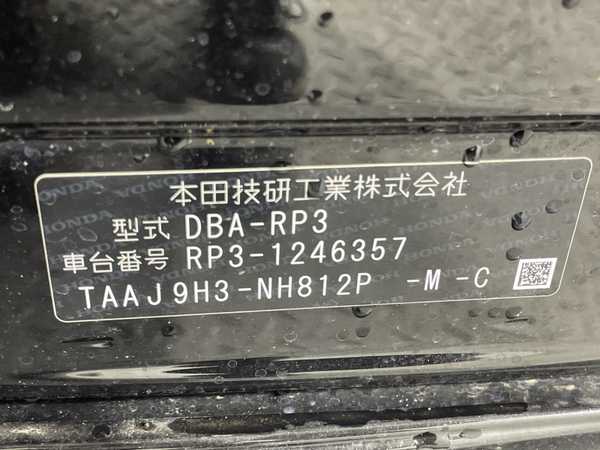 本田技研工業株式会社
型式 DBA-RP3
車台番号 RP3-1246357
TAAJ9H3-NH812P -M -C